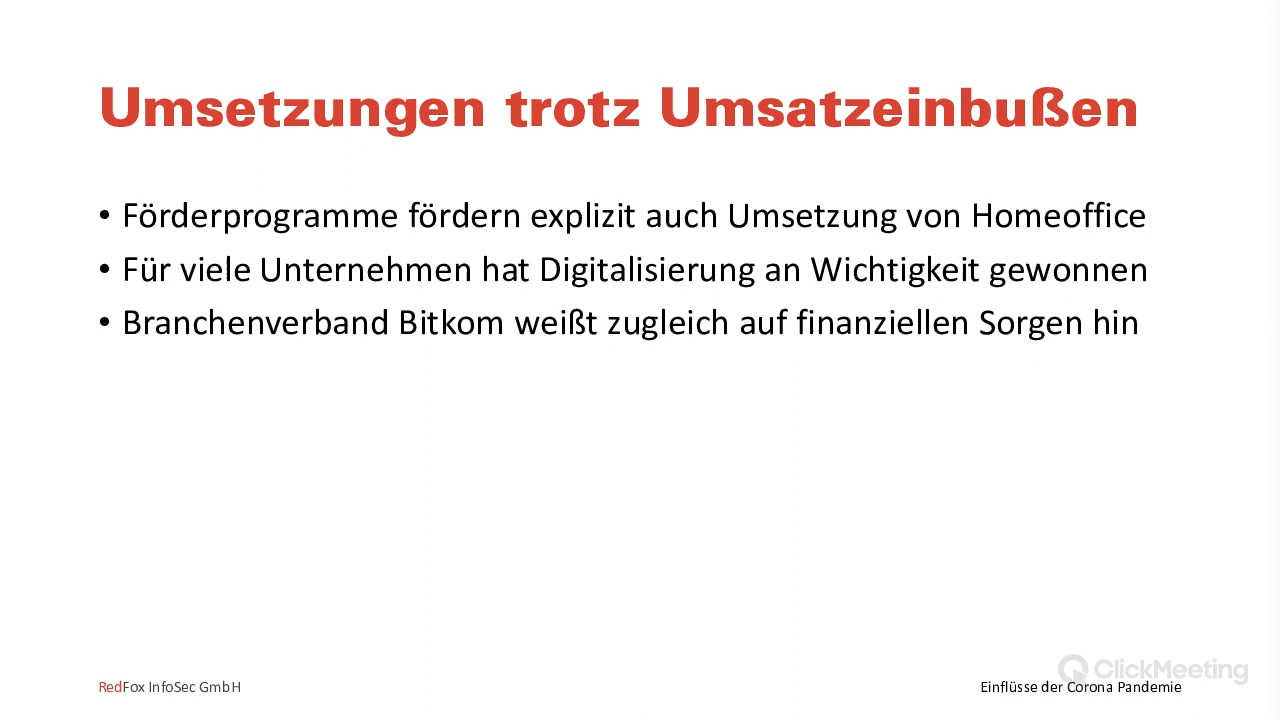 Umsetzungen trotz Umsatzeinbußen
• Förderprogramme fördern explizit auch Umsetzung von Homeoffice
• Für viele Unternehmen hat Digitalisierung an Wichtigkeit gewonnen
• Branchenverband Bitkom weißt zugleich auf finanziellen Sorgen hin
ClickMeeting
RedFox InfoSec GmbH
Einflüsse der Corona Pandemie